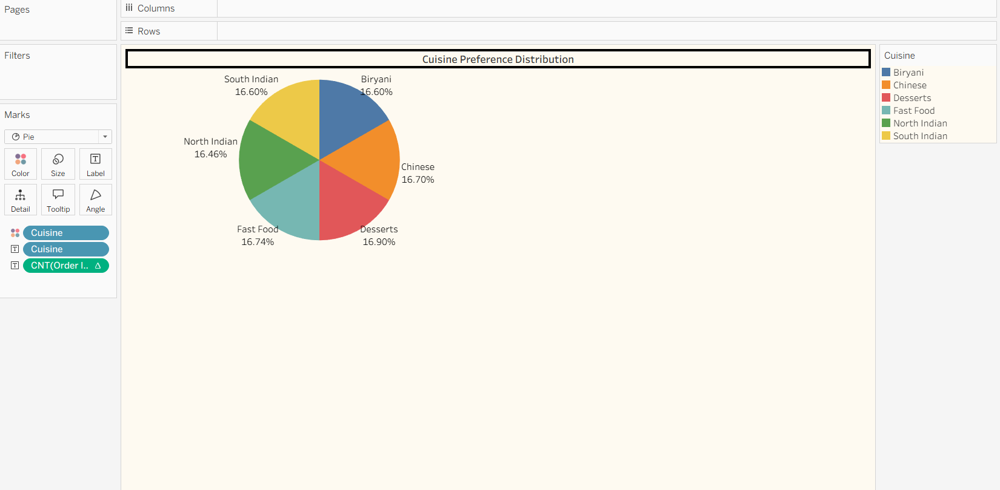 Pages
Filters
Marks
Pie
Color
Size
Label
Detail
Tooltip
Angle
Cuisine
Cuisine
CNT(Order I..
Columns
Rows
Cuisine Preference Distribution
South Indian
16.60%
Biryani
16.60%
North Indian
16.46%
Chinese
16.70%
Fast Food
16.74%
Desserts
16.90%
Cuisine
Biryani
Chinese
Desserts
Fast Food
North Indian
South Indian